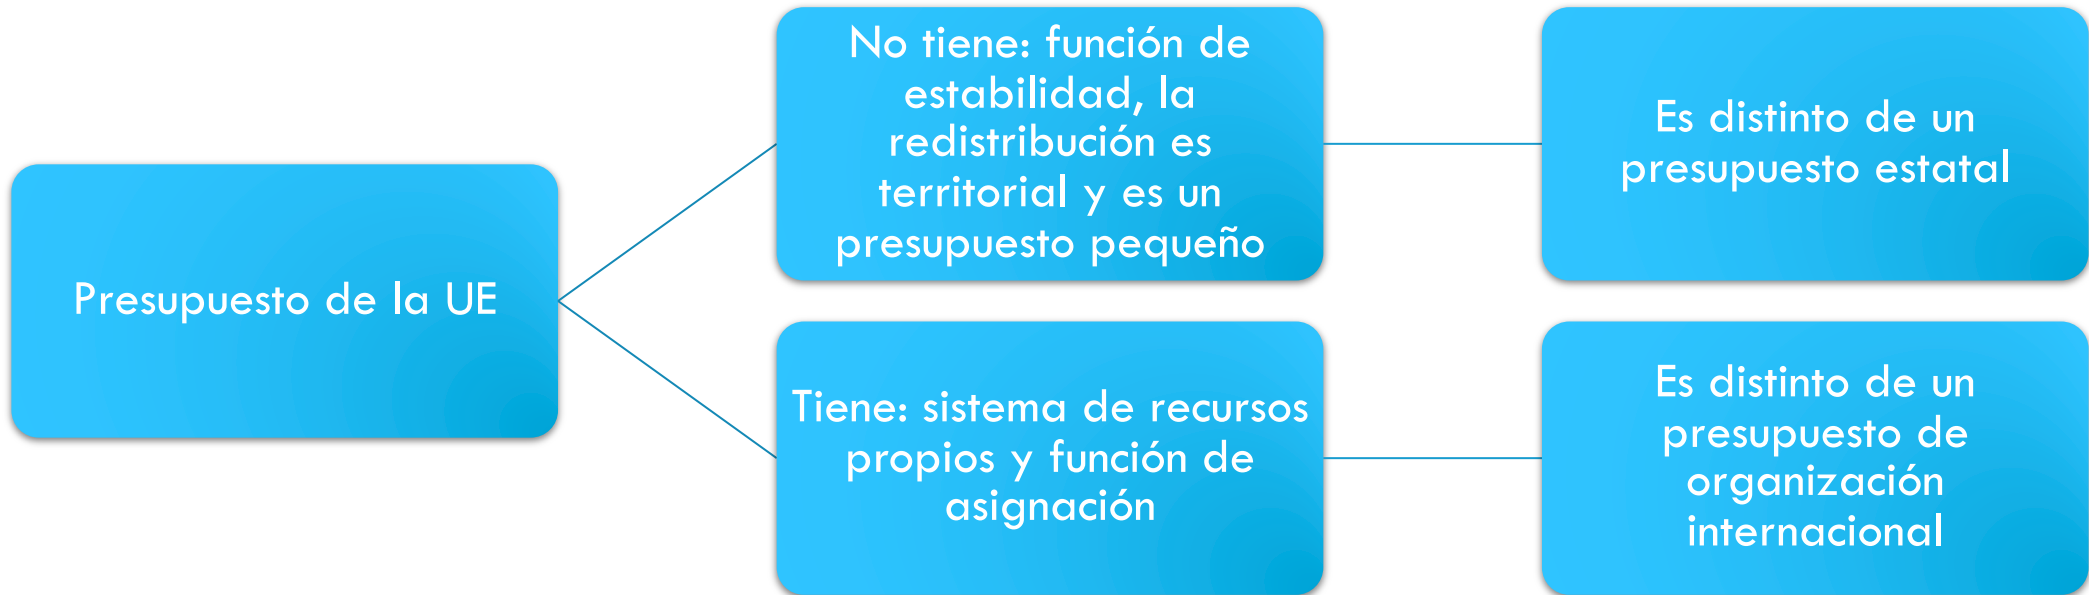 Presupuesto de la UE
No tiene: función de
estabilidad, la
redistribución es
territorial y es un
presupuesto pequeño
Es distinto de un
presupuesto estatal
Tiene: sistema de recursos
propios y función de
asignación
Es distinto de un
presupuesto de
organización
internacional